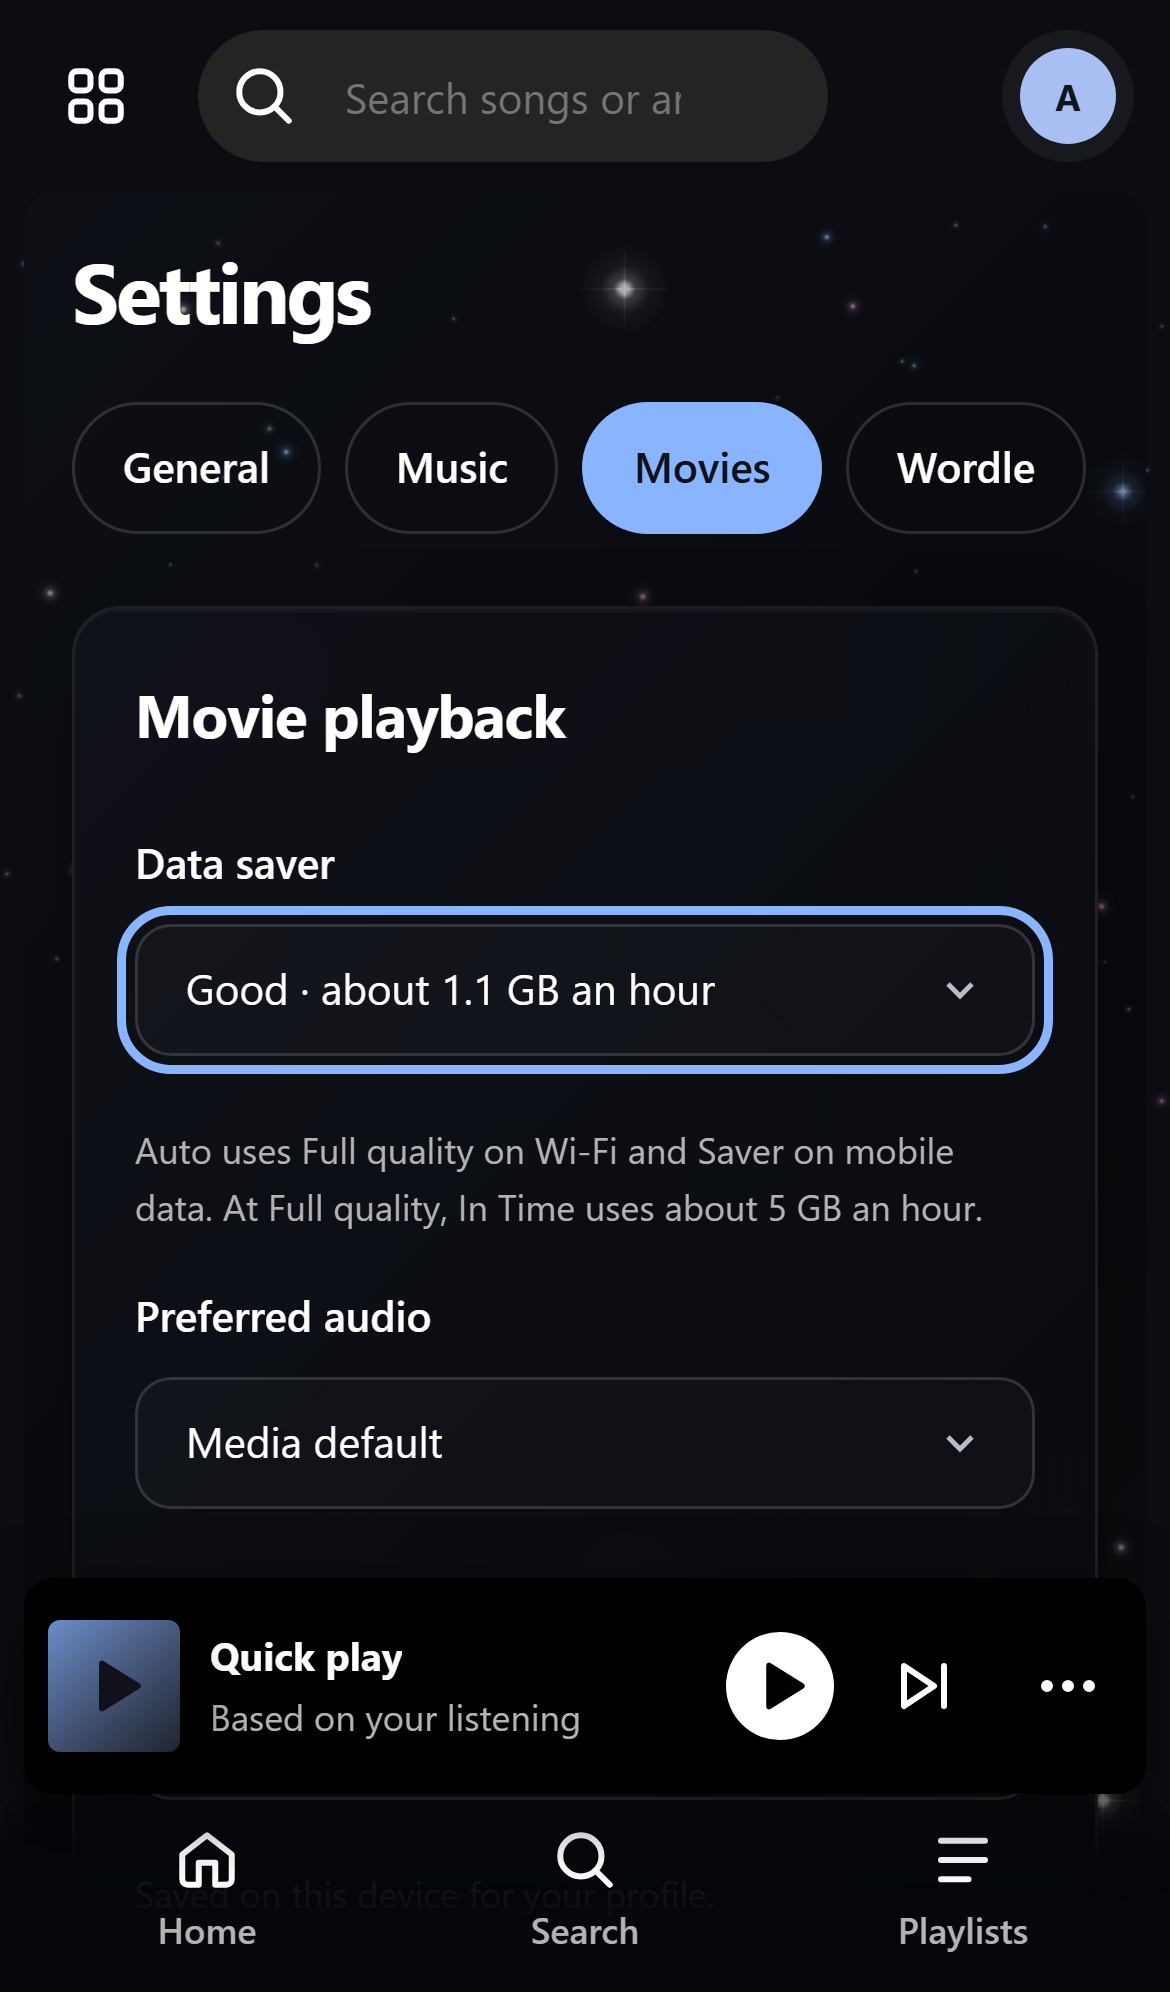 Search songs or ar
A
Settings
General
Music
Movies
Wordle
Movie playback
Data saver
Good · about 1.1 GB an hour
Auto uses Full quality on Wi-Fi and Saver on mobile
data. At Full quality, In Time uses about 5 GB an hour.
Preferred audio
Media default
Quick play
Based on your listening
Saved on this device for your profile.
Home
Search
Playlists